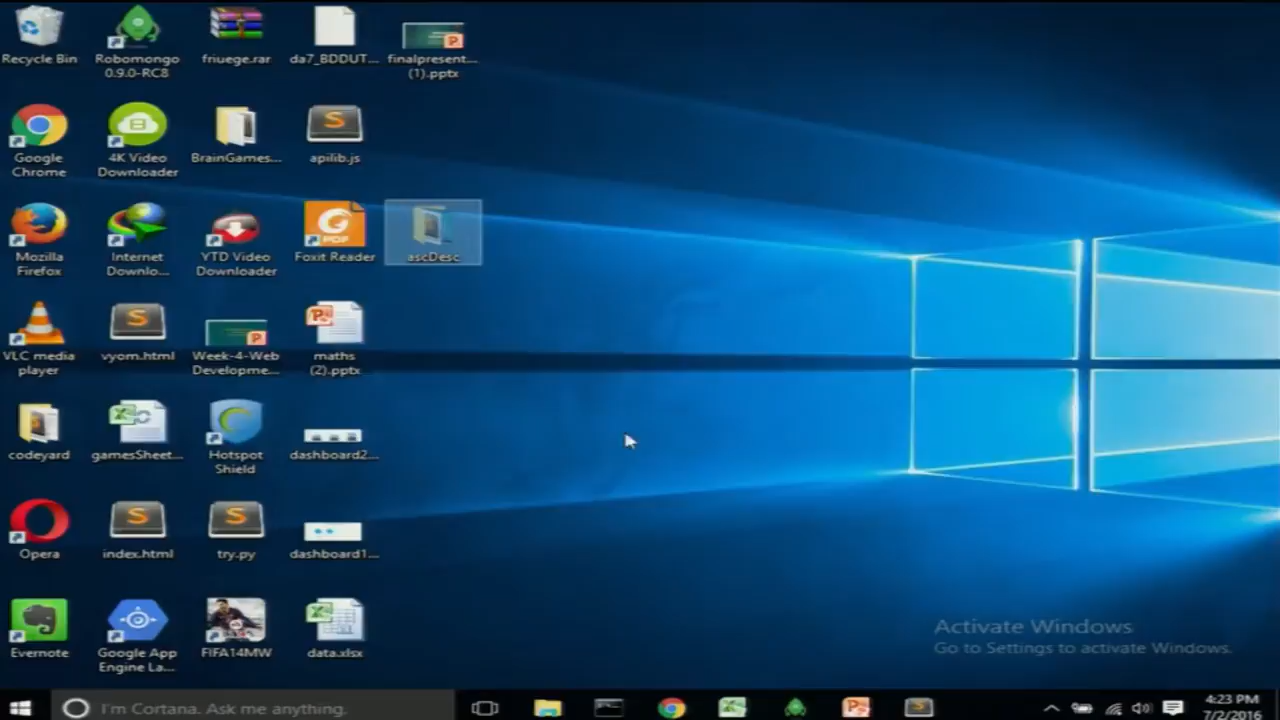 Recycle Bin
Robomongo
0.9.0-RC8
friuege.rar
da7_BDDUT...
finalpresent...
(1).pptx
Google
Chrome
4K Video
Downloader
BrainGames...
apilib.js
Mozilla
Firefox
Internet
Downlo...
YTD Video
Downloader
Foxit Reader
ascDesc
VLC media
player
vyom.html
Week-4-Web
Developme...
maths
(2).pptx
codeyard
gamesSheet...
Hotspot
Shield
dashboard2...
Opera
index.html
try.py
dashboard1...
Evernote
Google App
Engine La...
FIFA14MW
data.xlsx
Activate Windows
Go to Settings to activate Windows.
I'm Cortana. Ask me anything.
4:23 PM
7/2/2016